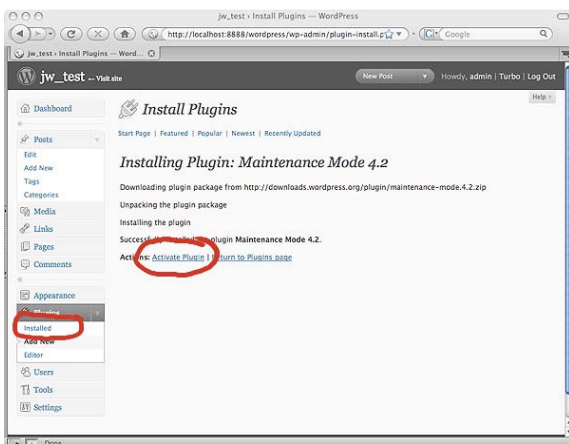 jw_test › Install Plugins — WordPress
http://localhost:8888/wordpress/wp-admin/plugin-install.p
Google
jw_test › Install Plugins — Word...
jw_test — Visit site
New Post
Howdy, admin | Turbo | Log Out
Help
Dashboard
Posts
Edit
Add New
Tags
Categories
Media
Links
Pages
Comments
Appearance
Plugins
Installed
Add New
Editor
Users
Tools
Settings
Install Plugins
Start Page | Featured | Popular | Newest | Recently Updated
Installing Plugin: Maintenance Mode 4.2
Downloading plugin package from http://downloads.wordpress.org/plugin/maintenance-mode.4.2.zip
Unpacking the plugin package
Installing the plugin
Successfully installed the plugin Maintenance Mode 4.2.
Actions: Activate Plugin | Return to Plugins page
Done